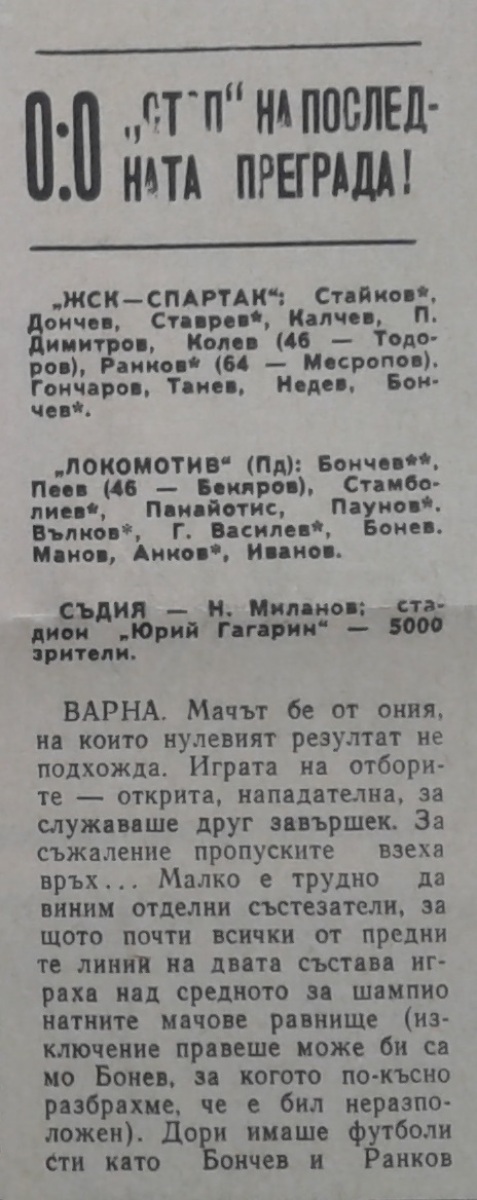 0:0 „СТОП“ НА ПОСЛЕД-
НАТА ПРЕГРАДА!
„ЖСК—СПАРТАК“: Стайков*,
Дончев, Ставрев*, Калчев, П.
Димитров, Колев (46 — Тодо-
ров), Ранков* (64 — Месропов).
Гончаров, Танев, Недев, Бон-
чев*.
„ЛОКОМОТИВ“ (Пд): Бончев**,
Пеев (46 — Бекяров), Стамбо-
лиев*, Панайотис, Паунов*.
Вълков*, Г. Василев*, Бонев.
Манов, Анков*, Иванов.
СЪДИЯ — Н. Миланов; ста-
дион „Юрий Гагарин“ — 5000
зрители.
ВАРНА. Мачът бе от ония,
на които нулевият резултат не
подхожда. Играта на отбори-
те — открита, нападателна, за
служаваше друг завършек. За
съжаление пропуските взеха
връх... Малко е трудно да
виним отделни състезатели, за
щото почти всички от предни
те линии на двата състава иг-
раха над средното за шампио
натните мачове равнище (из-
ключение правеше може би са
мо Бонев, за когото по-късно
разбрахме, че е бил неразпо-
ложен). Дори имаше футболи
сти като Бончев и Ранков